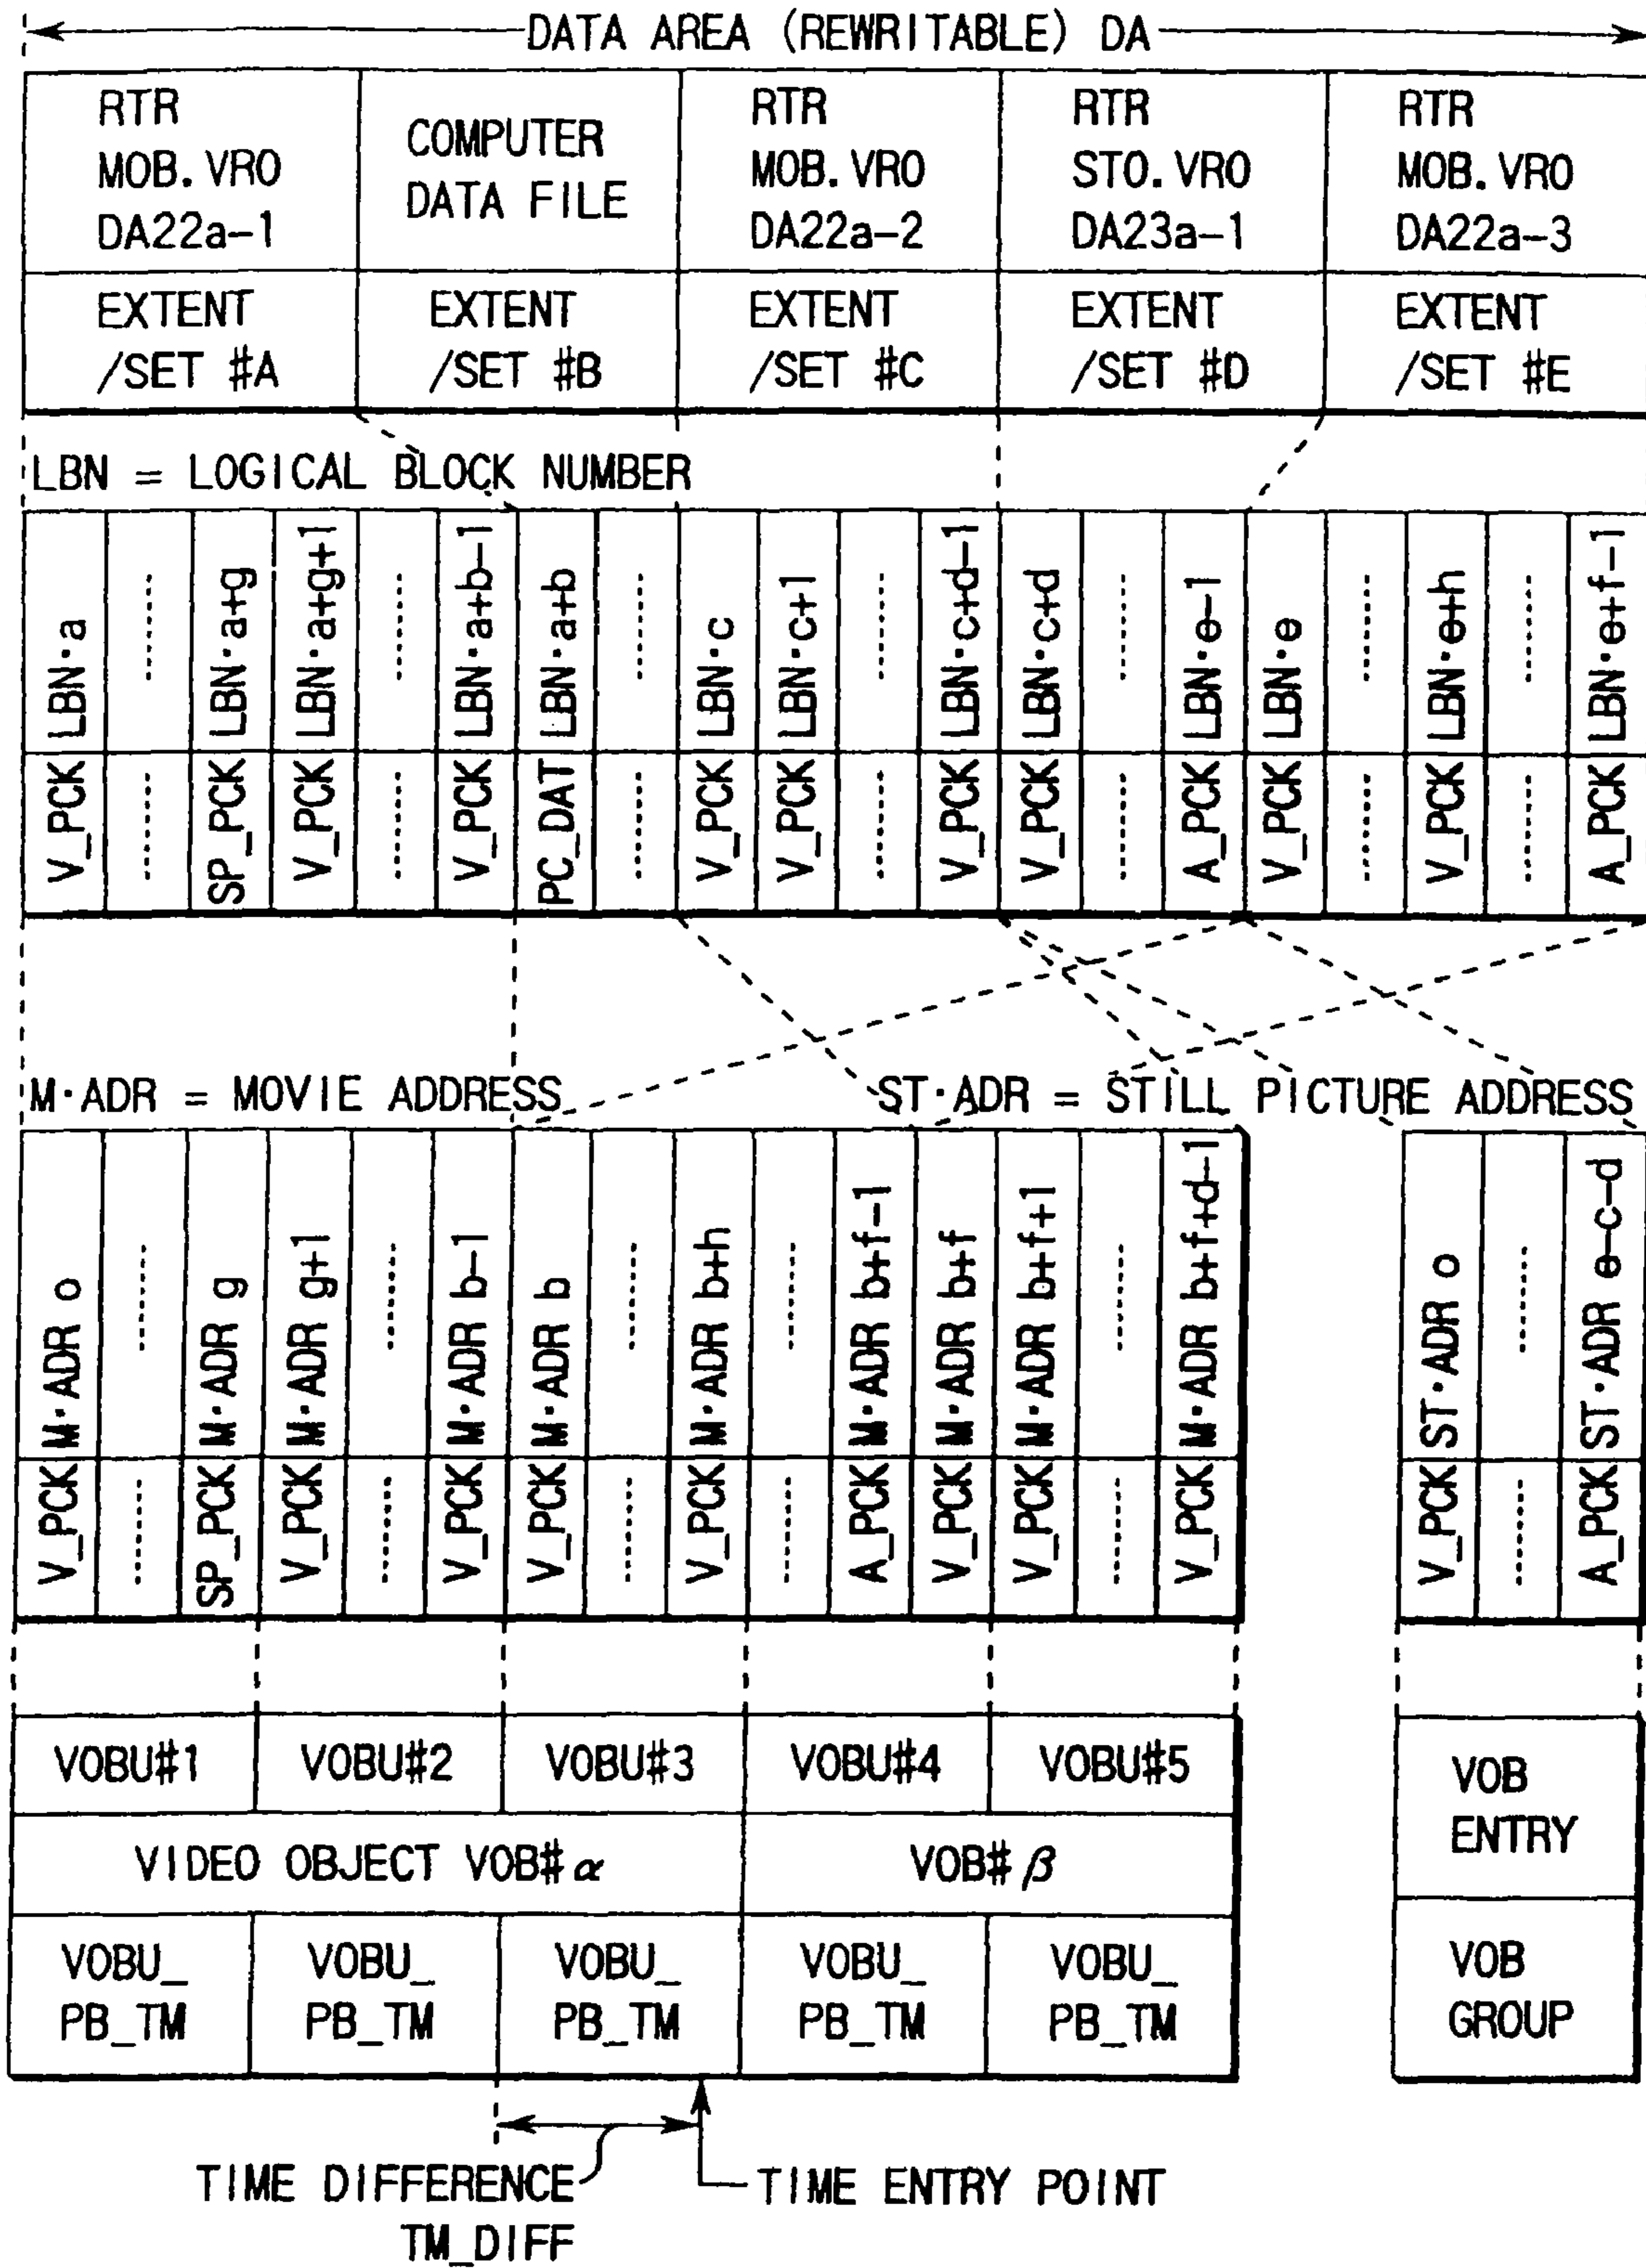 DATA AREA (REWRITABLE) DA
RTR
MOB.VRO
DA22a-1
COMPUTER
DATA FILE
RTR
MOB.VRO
DA22a-2
RTR
STO.VRO
DA23a-1
RTR
MOB.VRO
DA22a-3
EXTENT
/SET #A
EXTENT
/SET #B
EXTENT
/SET #C
EXTENT
/SET #D
EXTENT
/SET #E
LBN = LOGICAL BLOCK NUMBER
V_PCK LBN·a
SP_PCK LBN·a+g
V_PCK LBN·a+g+1
V_PCK LBN·a+b-1
PC_DAT LBN·a+b
V_PCK LBN·c
V_PCK LBN·c+1
V_PCK LBN·c+d-1
V_PCK LBN·c+d
A_PCK LBN·e-1
V_PCK LBN·e
V_PCK LBN·e+h
A_PCK LBN·e+f-1
M·ADR = MOVIE ADDRESS
ST·ADR = STILL PICTURE ADDRESS
V_PCK M·ADR o
SP_PCK M·ADR g
V_PCK M·ADR g+1
V_PCK M·ADR b-1
V_PCK M·ADR b
V_PCK M·ADR b+h
A_PCK M·ADR b+f-1
V_PCK M·ADR b+f
V_PCK M·ADR b+f+1
V_PCK M·ADR b+f+d-1
V_PCK ST·ADR o
A_PCK ST·ADR e-c-d
VOBU#1
VOBU#2
VOBU#3
VOBU#4
VOBU#5
VIDEO OBJECT VOB#α
VOB#β
VOB
ENTRY
VOBU_
PB_TM
VOBU_
PB_TM
VOBU_
PB_TM
VOBU_
PB_TM
VOBU_
PB_TM
VOB
GROUP
TIME DIFFERENCE
TM_DIFF
TIME ENTRY POINT